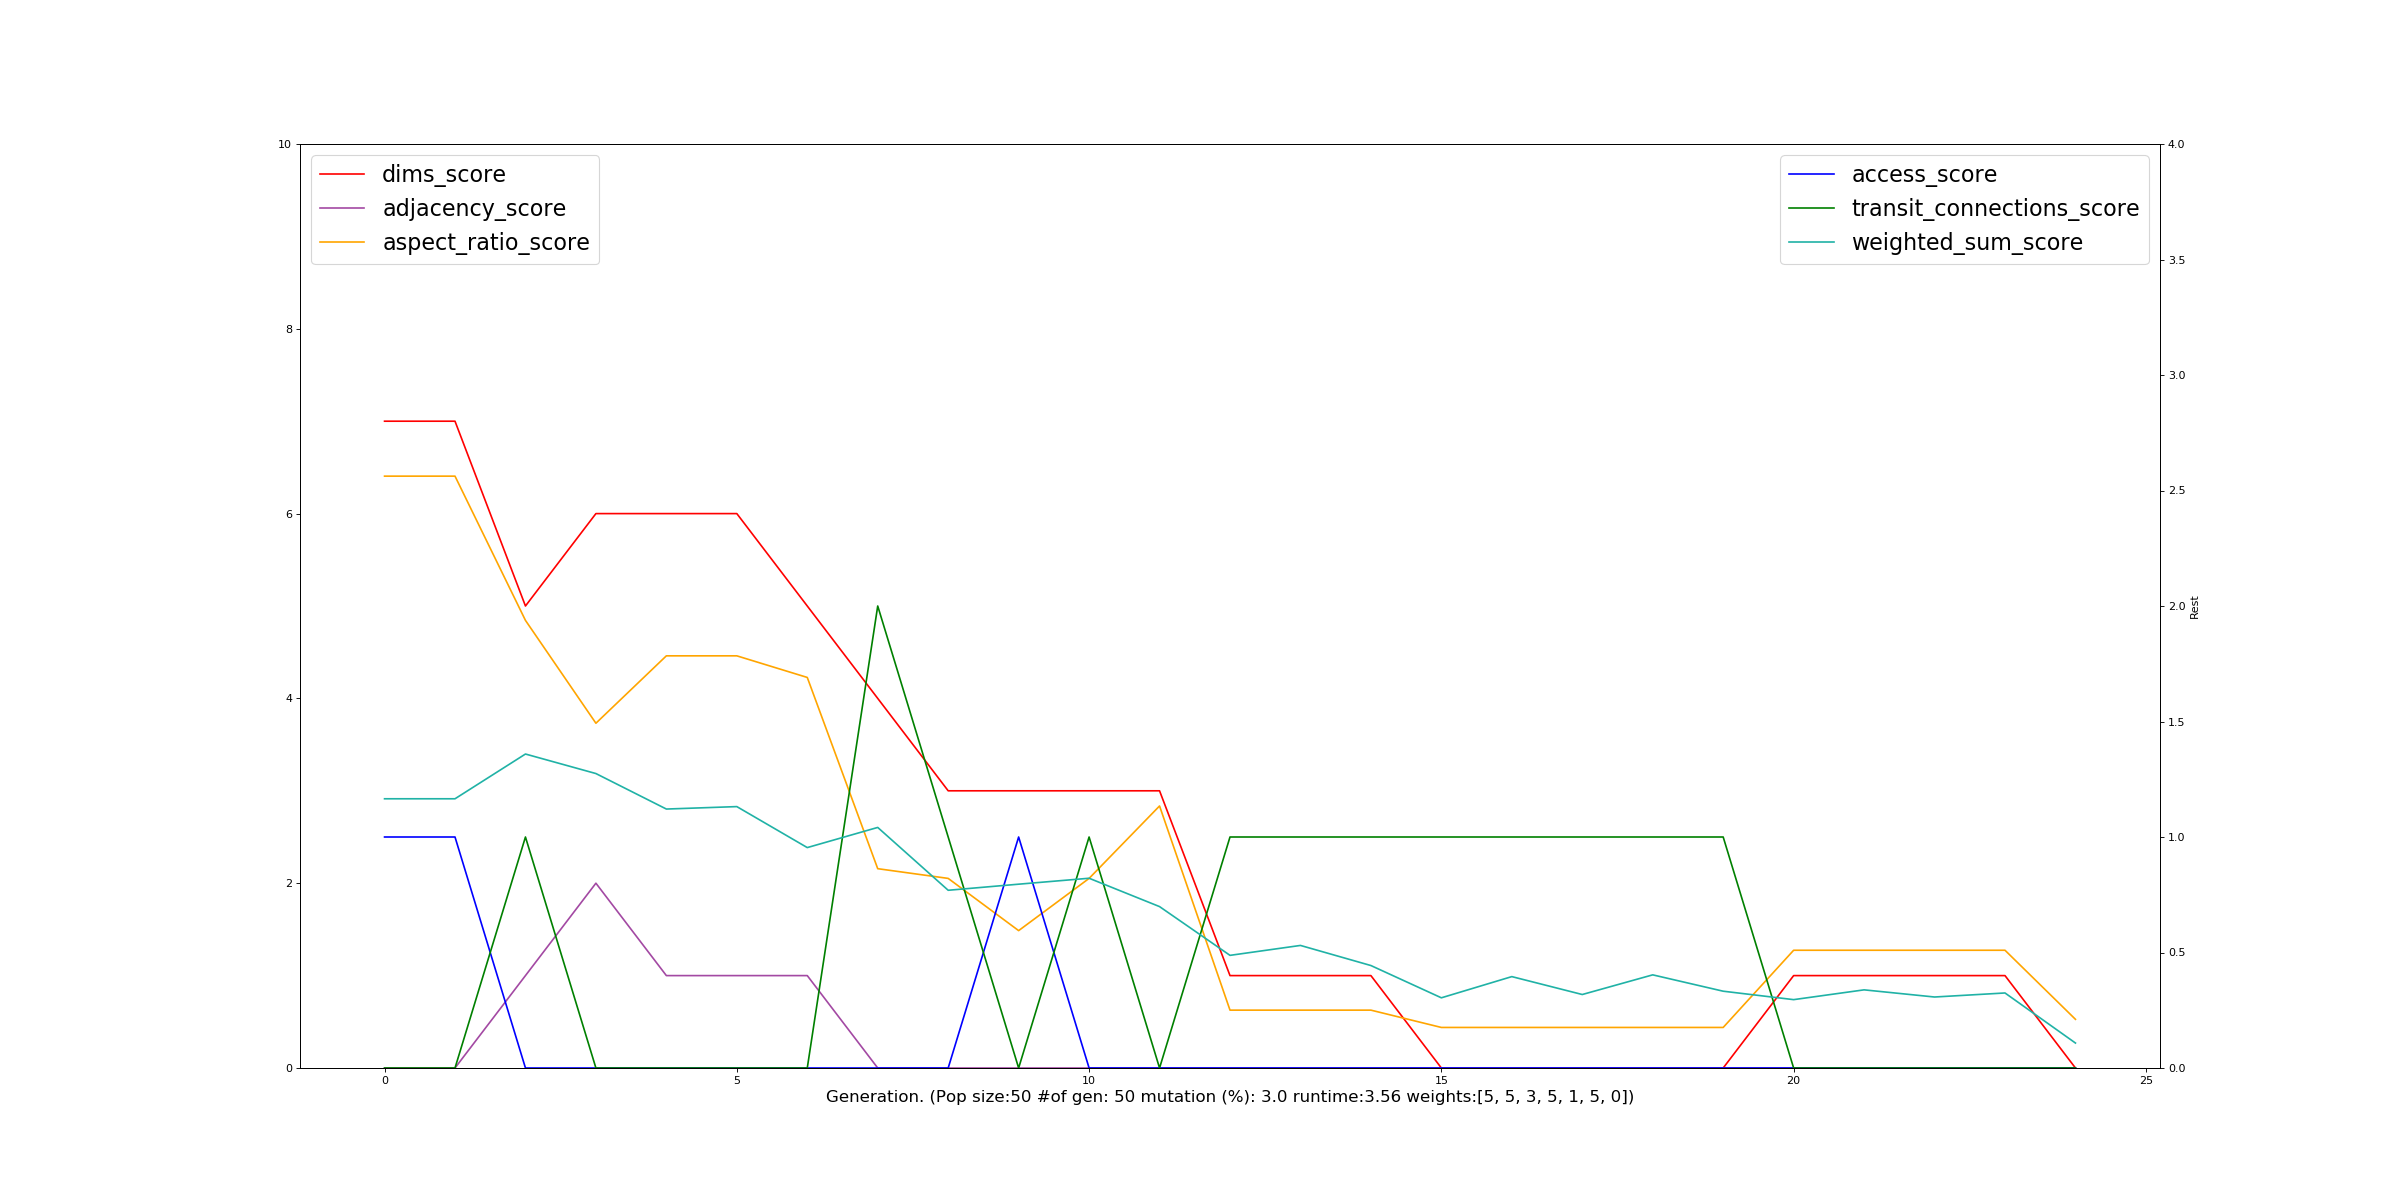 10
8
6
4
2
0
dims_score
adjacency_score
aspect_ratio_score
access_score
transit_connections_score
weighted_sum_score
4.0
3.5
3.0
2.5
2.0
1.5
1.0
0.5
0.0
Rest
0 5 10 15 20 25
Generation. (Pop size:50 #of gen: 50 mutation (%): 3.0 runtime:3.56 weights:[5, 5, 3, 5, 1, 5, 0])